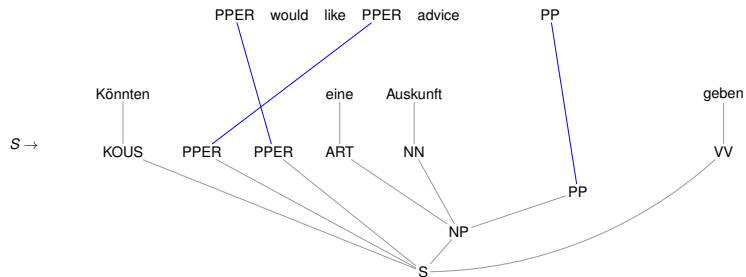 PPER would like PPER advice PP
Könnten eine Auskunft geben
S → KOUS PPER PPER ART NN VV
PP
NP
S